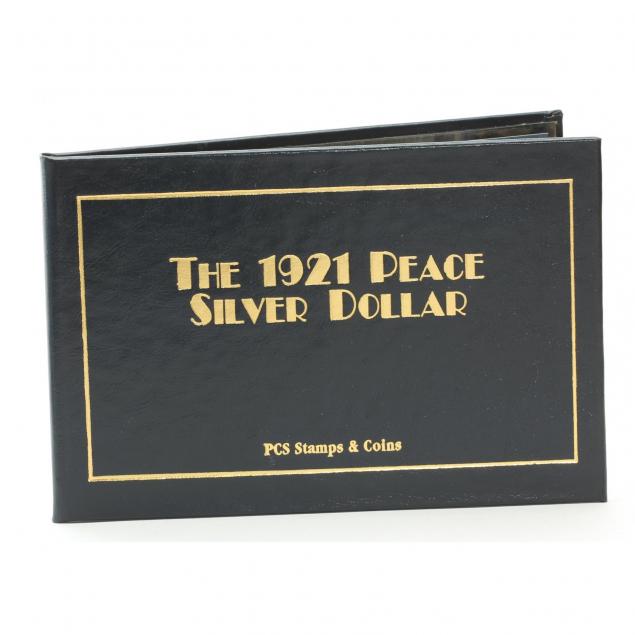 The 1921 Peace
Silver Dollar
PCS Stamps & Coins